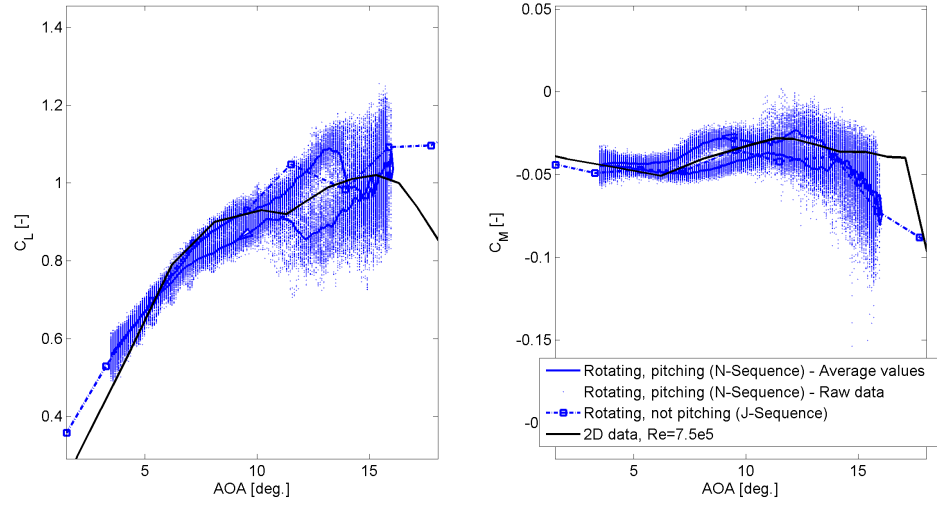 1.4
1.2
1
0.8
0.6
0.4
C_L [-]
5
10
15
AOA [deg.]
0.05
0
-0.05
-0.1
-0.15
C_M [-]
5
10
15
AOA [deg.]
Rotating, pitching (N-Sequence) - Average values
Rotating, pitching (N-Sequence) - Raw data
Rotating, not pitching (J-Sequence)
2D data, Re=7.5e5